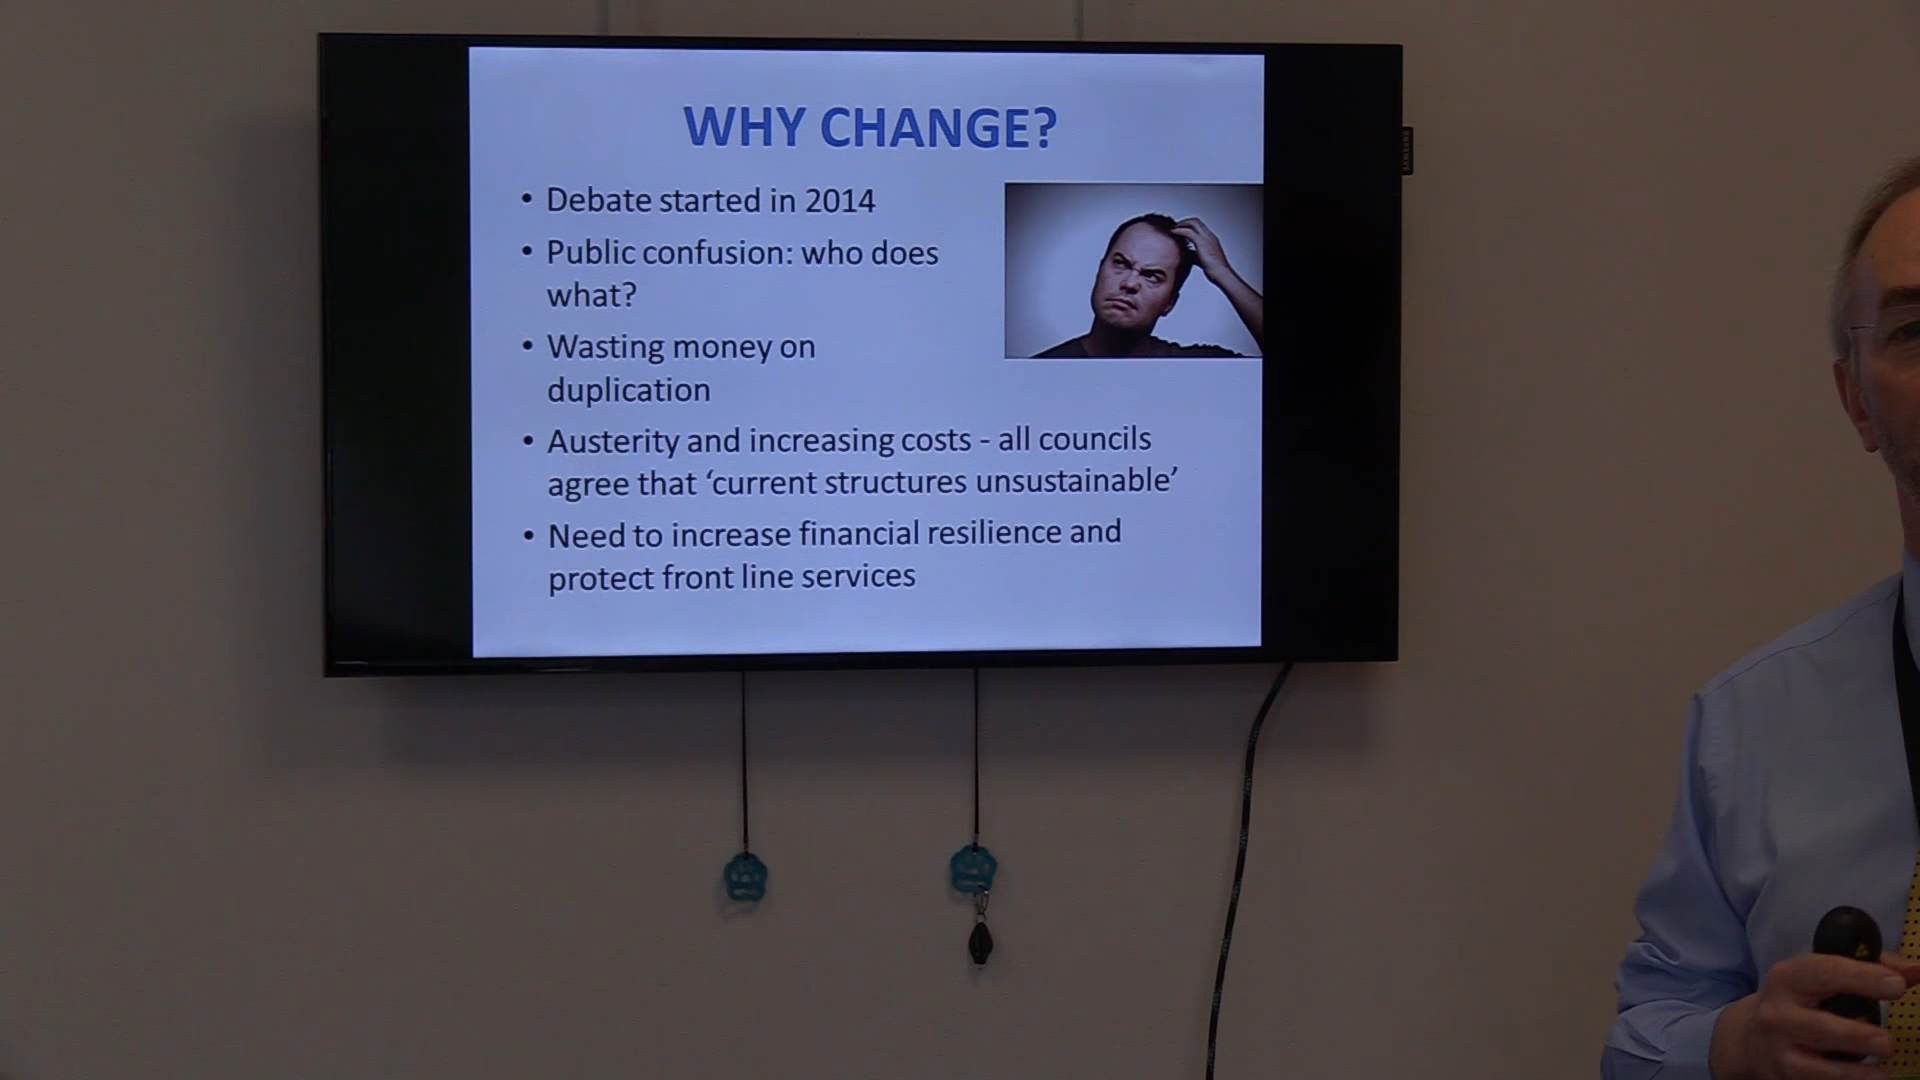 WHY CHANGE?
• Debate started in 2014
• Public confusion: who does
what?
• Wasting money on
duplication
• Austerity and increasing costs - all councils
agree that ‘current structures unsustainable’
• Need to increase financial resilience and
protect front line services
SAMSUNG